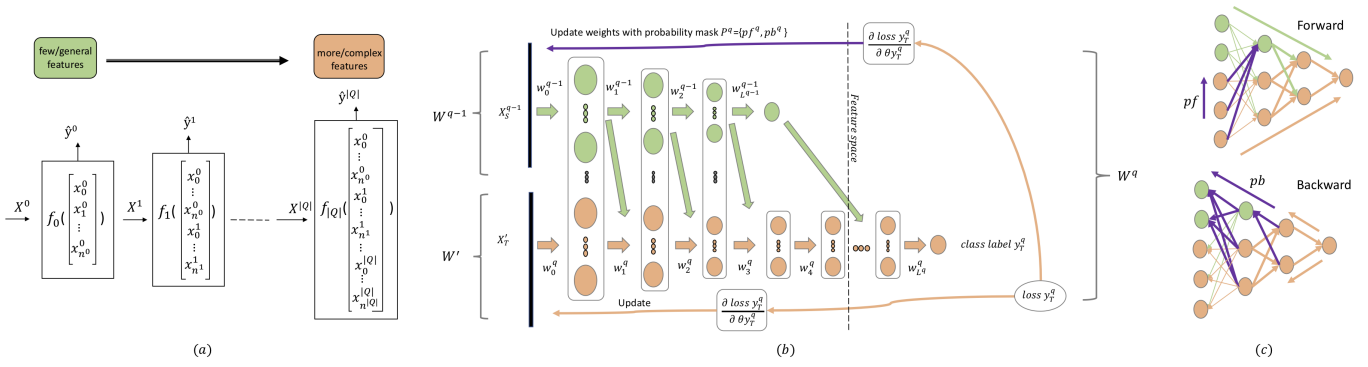 few/general
features
more/complex
features
ŷ^{|Q|}
ŷ^0
ŷ^1
X^0
f_0(
x_0^0
x_1^0
⋮
x_{n^0}^0
)
X^1
f_1(
x_0^0
⋮
x_{n^0}^0
x_0^1
⋮
x_{n^1}^1
)
X^{|Q|}
f_{|Q|}(
x_0^0
⋮
x_{n^0}^0
x_0^1
⋮
x_{n^1}^1
x_0^{|Q|}
⋮
x_{n^{|Q|}}^{|Q|}
)
(a)
Update weights with probability mask P^q={pf^q, pb^q}
∂ loss y_T^q
∂ θy_T^q
W^{q−1}
X_S^{q−1}
w_0^{q−1}
w_1^{q−1}
w_2^{q−1}
w_{L^{q−1}}^{q−1}
Feature space
W^q
W′
X_T′
w_0^q
w_1^q
w_2^q
w_3^q
w_4^q
w_{L^q}^q
class label y_T^q
Update
∂ loss y_T^q
∂ θy_T^q
loss y_T^q
(b)
Forward
pf
pb
Backward
(c)